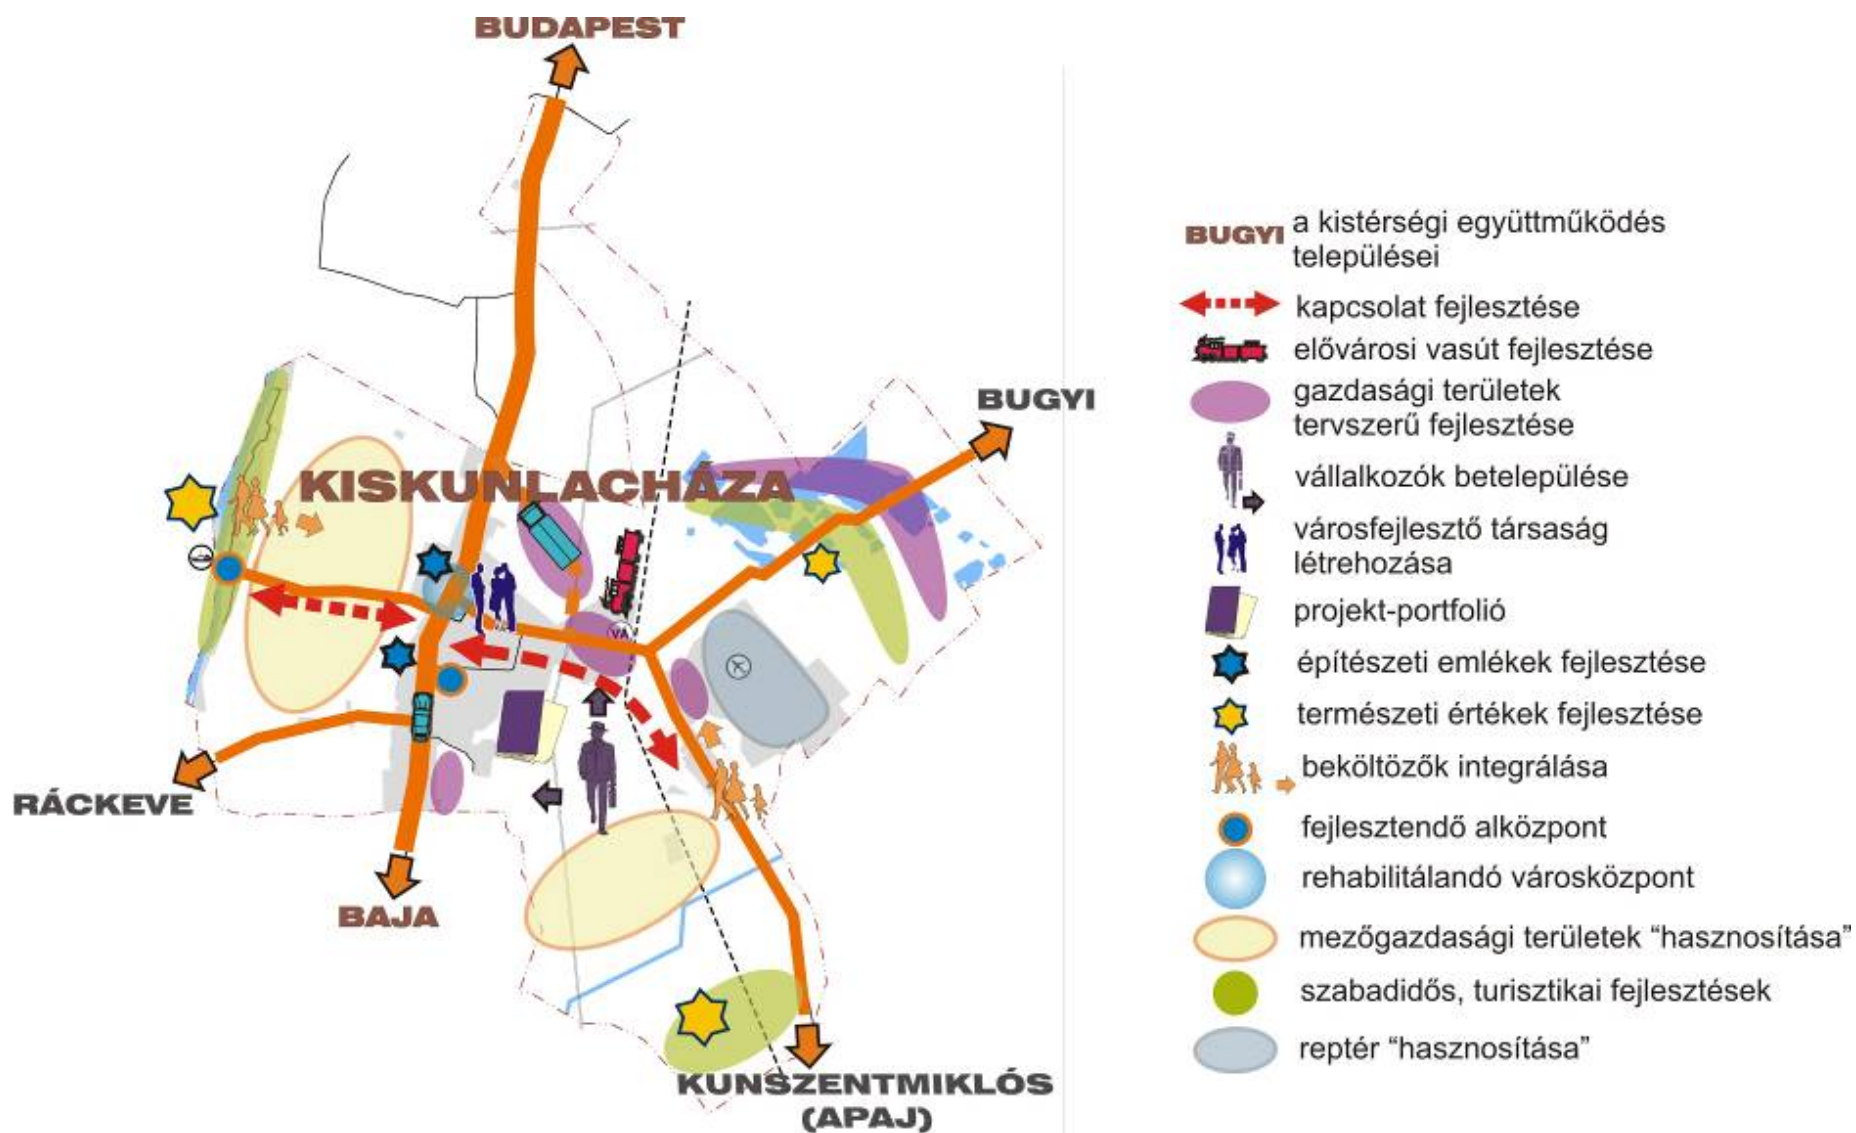 BUDAPEST
BUGYI
KISKUNLACHÁZA
VÁ
RÁCKEVE
BAJA
KUNSZENTMIKLÓS
(APAJ)
BUGYI a kistérségi együttműködés
települései
kapcsolat fejlesztése
elővárosi vasút fejlesztése
gazdasági területek
tervszerű fejlesztése
vállalkozók betelepülése
városfejlesztő társaság
létrehozása
projekt-portfolió
építészeti emlékek fejlesztése
természeti értékek fejlesztése
beköltözők integrálása
fejlesztendő alközpont
rehabilitálandó városközpont
mezőgazdasági területek “hasznosítása”
szabadidős, turisztikai fejlesztések
reptér “hasznosítása”